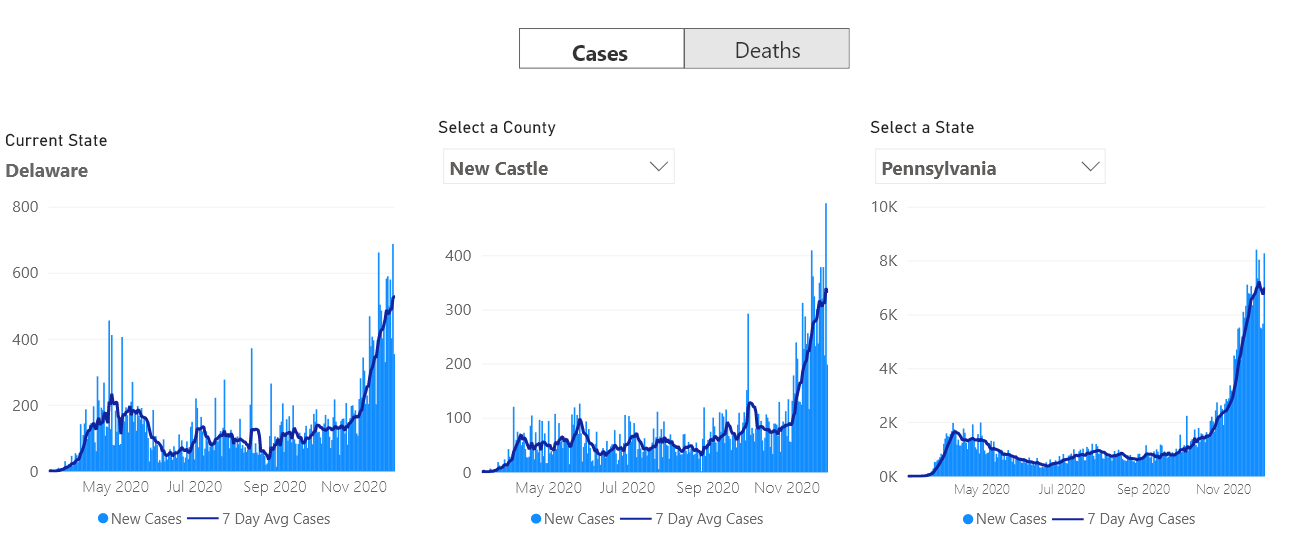 Cases Deaths
Current State
Delaware
800
600
400
200
0
May 2020 Jul 2020 Sep 2020 Nov 2020
New Cases 7 Day Avg Cases
Select a County
New Castle
400
300
200
100
0
May 2020 Jul 2020 Sep 2020 Nov 2020
New Cases 7 Day Avg Cases
Select a State
Pennsylvania
10K
8K
6K
4K
2K
0K
May 2020 Jul 2020 Sep 2020 Nov 2020
New Cases 7 Day Avg Cases